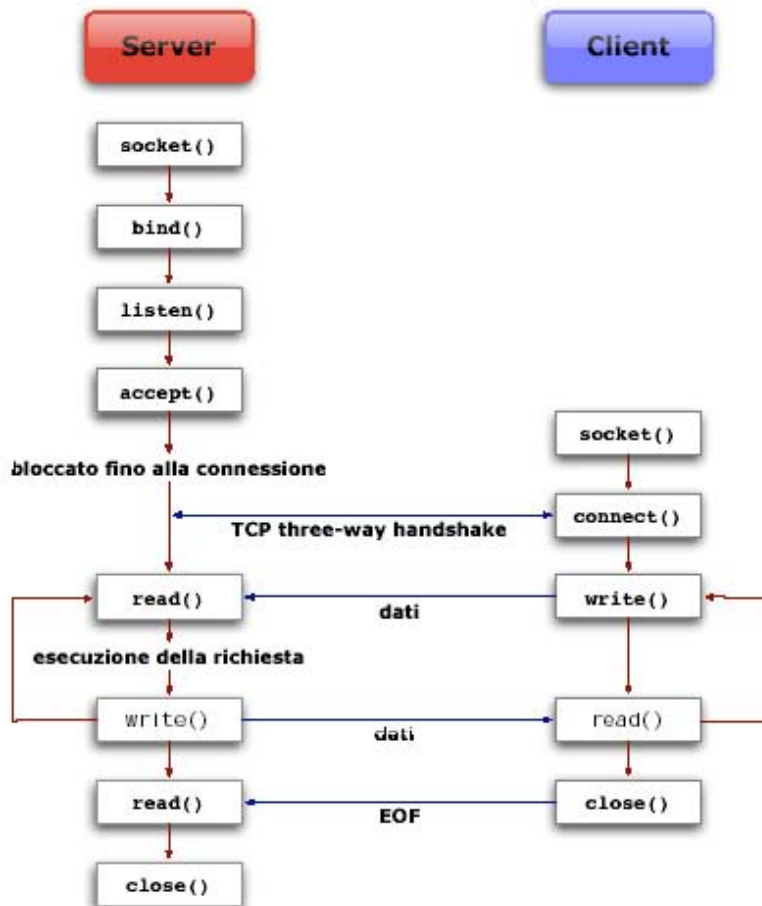 Server
Client
socket()
bind()
listen()
accept()
bloccato fino alla connessione
socket()
TCP three-way handshake
connect()
read()
dati
write()
esecuzione della richiesta
write()
dati
read()
read()
EOF
close()
close()